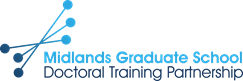 Midlands Graduate School
Doctoral Training Partnership